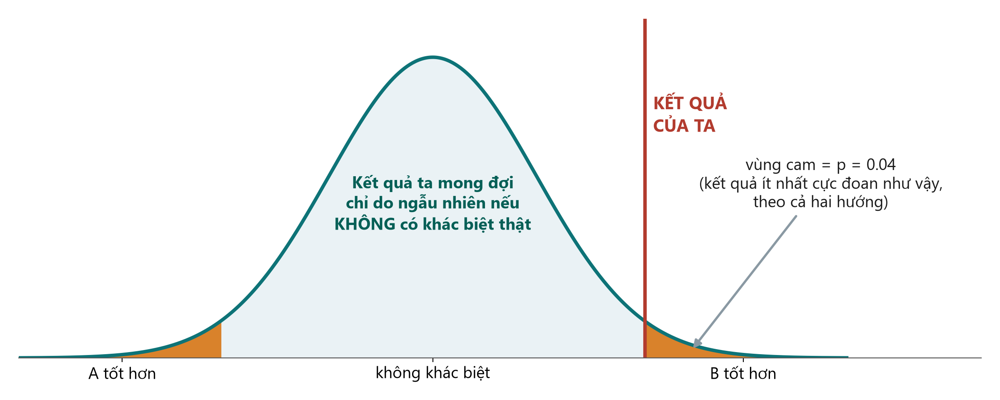 KẾT QUẢ
CỦA TA
vùng cam = p = 0.04
(kết quả ít nhất cực đoan như vậy,
theo cả hai hướng)
Kết quả ta mong đợi
chỉ do ngẫu nhiên nếu
KHÔNG có khác biệt thật
A tốt hơn
không khác biệt
B tốt hơn